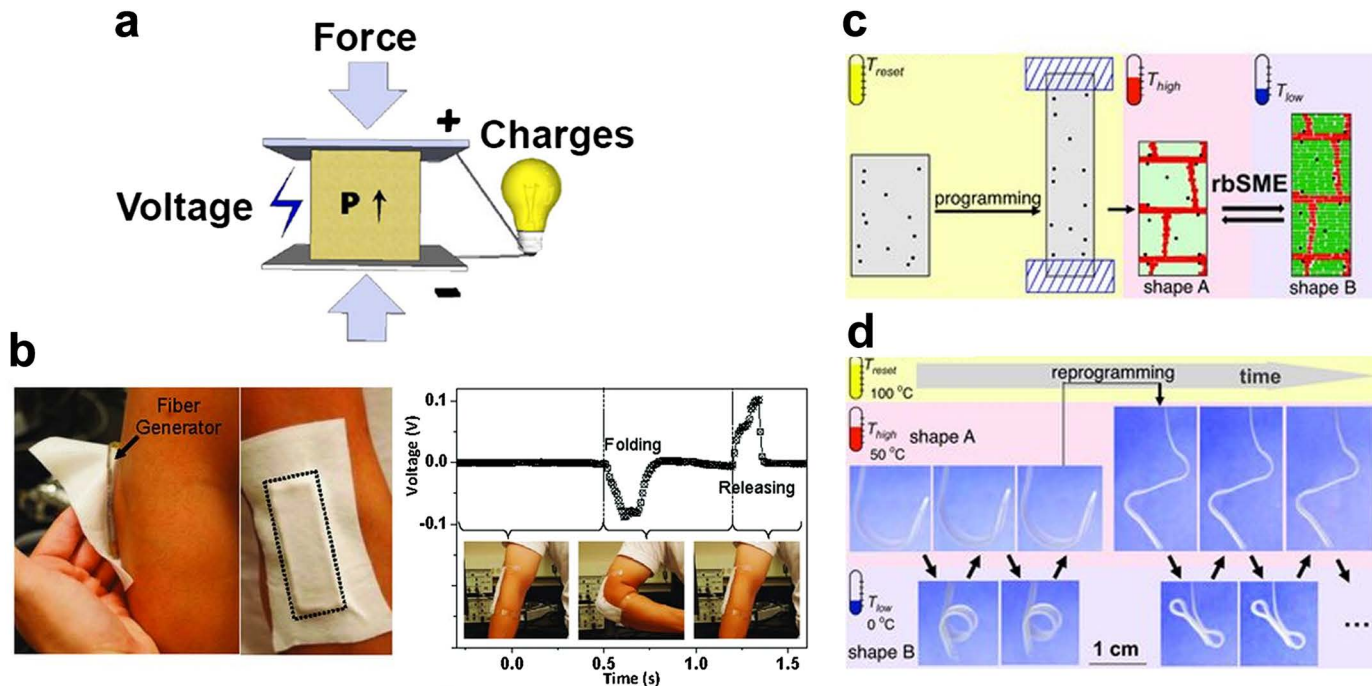 a
Force
+
Charges
Voltage
P ↑
-
b
Fiber
Generator
Voltage (V)
0.1
0.0
-0.1
Folding
Releasing
0.0
0.5
1.0
1.5
Time (s)
c
Treset
Thigh
Tlow
programming
rbSME
shape A
shape B
d
Treset
100 °C
reprogramming
time
Thigh
50 °C
shape A
Tlow
0 °C
shape B
1 cm
...